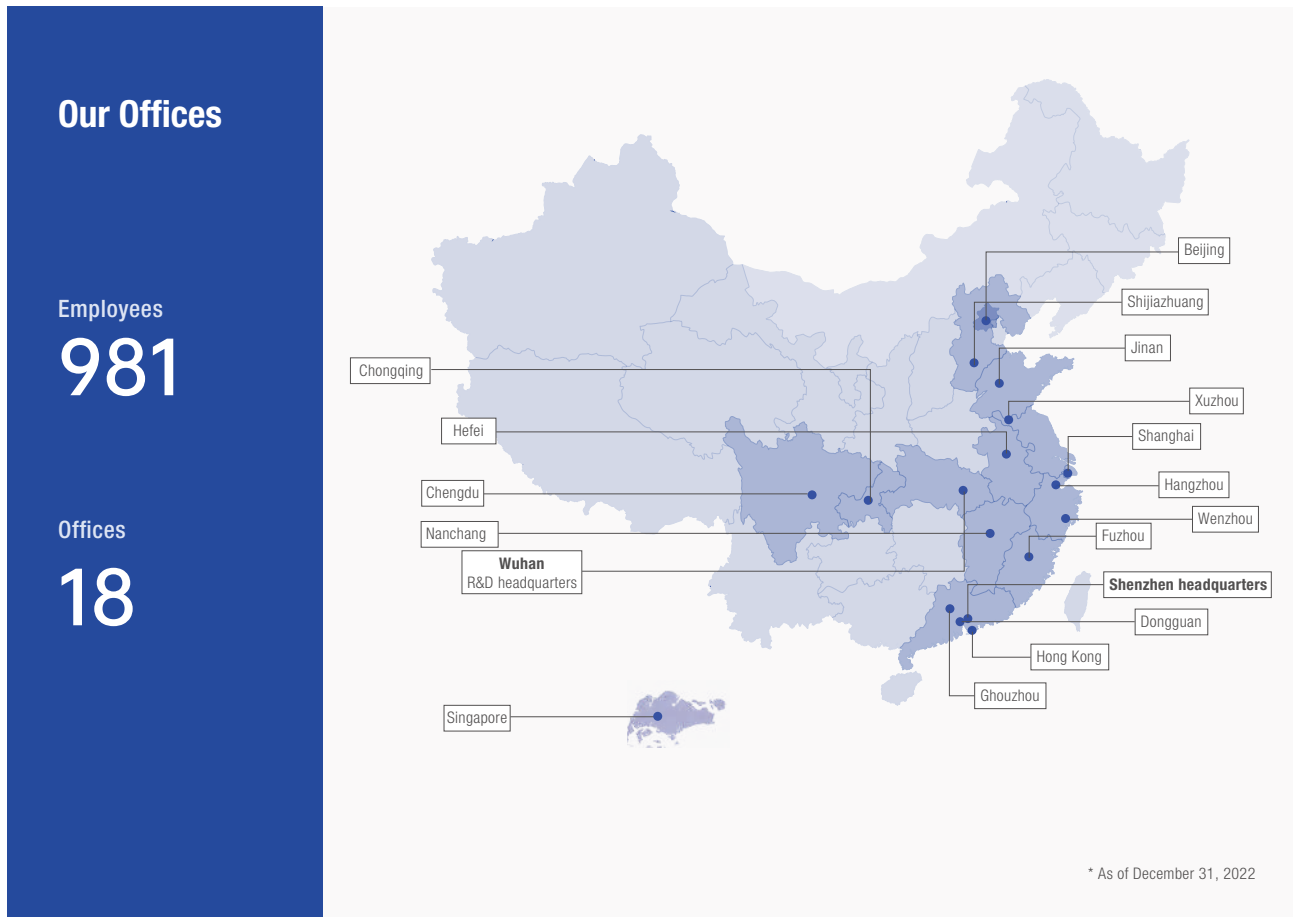 Our Offices
Employees
981
Offices
18
Beijing
Shijiazhuang
Jinan
Chongqing
Xuzhou
Hefei
Shanghai
Chengdu
Hangzhou
Nanchang
Wenzhou
Fuzhou
Wuhan
R&D headquarters
Shenzhen headquarters
Dongguan
Hong Kong
Ghouzhou
Singapore
* As of December 31, 2022